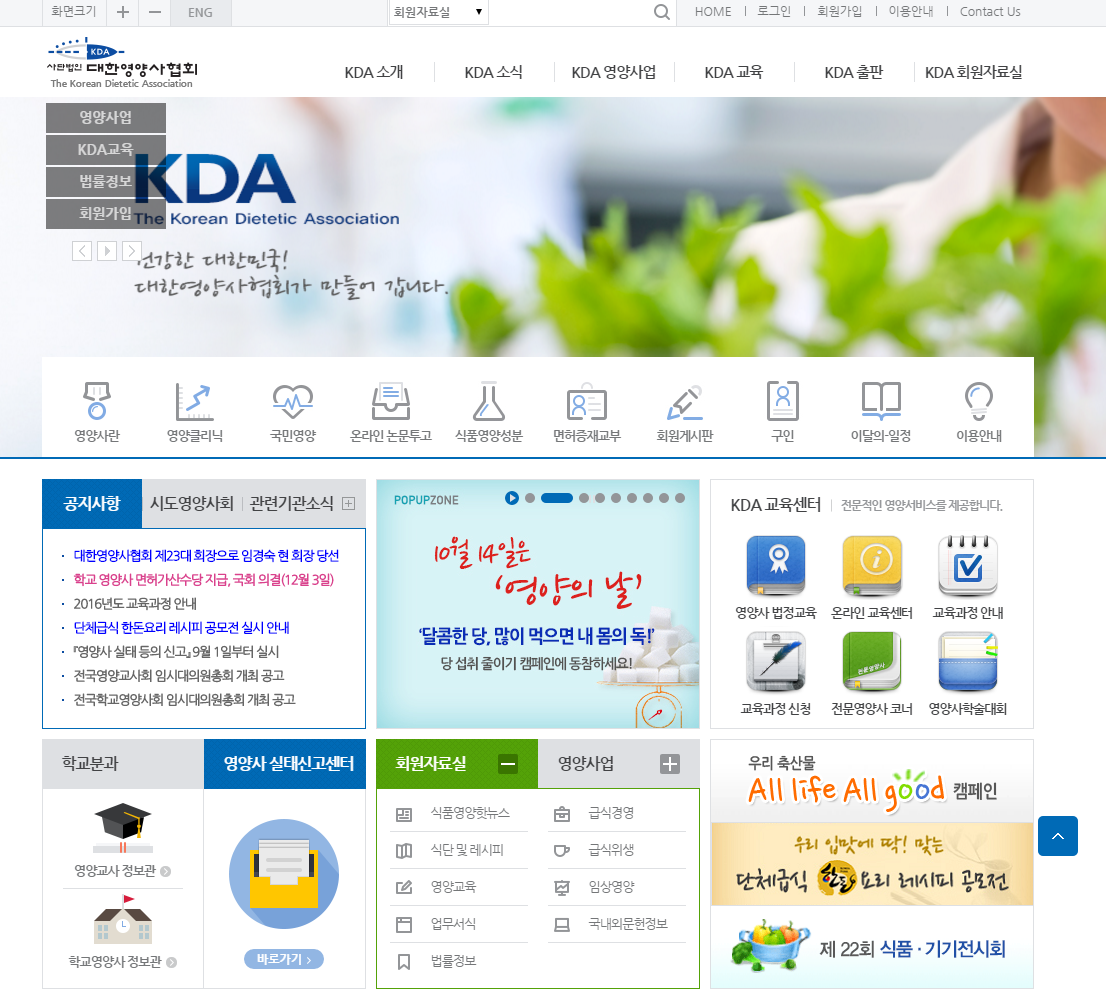 화면크기
ENG
회원자료실
HOME
로그인
회원가입
이용안내
Contact Us
KDA
사단법인 대한영양사협회
The Korean Dietetic Association
KDA 소개
KDA 소식
KDA 영양사업
KDA 교육
KDA 출판
KDA 회원자료실
영양사업
KDA교육
법률정보
회원가입
KDA
The Korean Dietetic Association
건강한 대한민국!
대한영양사협회가 만들어 갑니다.
영양사란
영양클리닉
국민영양
온라인 논문투고
식품영양성분
면허증재교부
회원게시판
구인
이달의-일정
이용안내
공지사항
시도영양사회
관련기관소식
대한영양사협회 제23대 회장으로 임경숙 현 회장 당선
학교 영양사 면허가산수당 지급, 국회 의결(12월 3일)
2016년도 교육과정 안내
단체급식 한돈요리 레시피 공모전 실시 안내
『영양사 실태 등의 신고』 9월 1일부터 실시
전국영양교사회 임시대의원총회 개최 공고
전국학교영양사회 임시대의원총회 개최 공고
POPUPZONE
10월 14일은
'영양의 날'
'달콤한 당, 많이 먹으면 내 몸의 독!'
당 섭취 줄이기 캠페인에 동참하세요!
KDA 교육센터
전문적인 영양서비스를 제공합니다.
영양사 법정교육
온라인 교육센터
교육과정 안내
논문영양사
교육과정 신청
전문영양사 코너
영양사학술대회
학교분과
영양사 실태신고센터
영양교사 정보관
학교영양사 정보관
바로가기
회원자료실
영양사업
식품영양핫뉴스
급식경영
식단 및 레시피
급식위생
영양교육
임상영양
업무서식
국내외문헌정보
법률정보
우리 축산물
All life All good 캠페인
우리 입맛에 딱! 맞는
단체급식 한돈요리 레시피 공모전
제 22회 식품·기기전시회